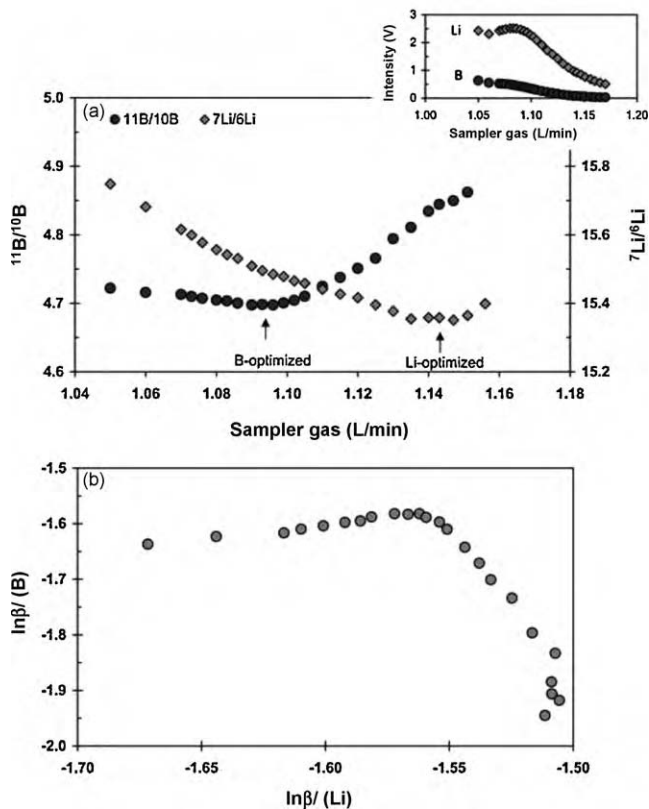 3
2
1
0
Intensity (V)
Li
B
1.00 1.05 1.10 1.15 1.20
Sampler gas (L/min)
(a)
11B/10B 7Li/6Li
5.0
4.9
4.8
4.7
4.6
¹¹B/¹⁰B
15.8
15.6
15.4
15.2
⁷Li/⁶Li
B-optimized Li-optimized
1.04 1.06 1.08 1.10 1.12 1.14 1.16 1.18
Sampler gas (L/min)
(b)
-1.5
-1.6
-1.7
-1.8
-1.9
-2.0
lnβ/ (B)
-1.70 -1.65 -1.60 -1.55 -1.50
lnβ/ (Li)